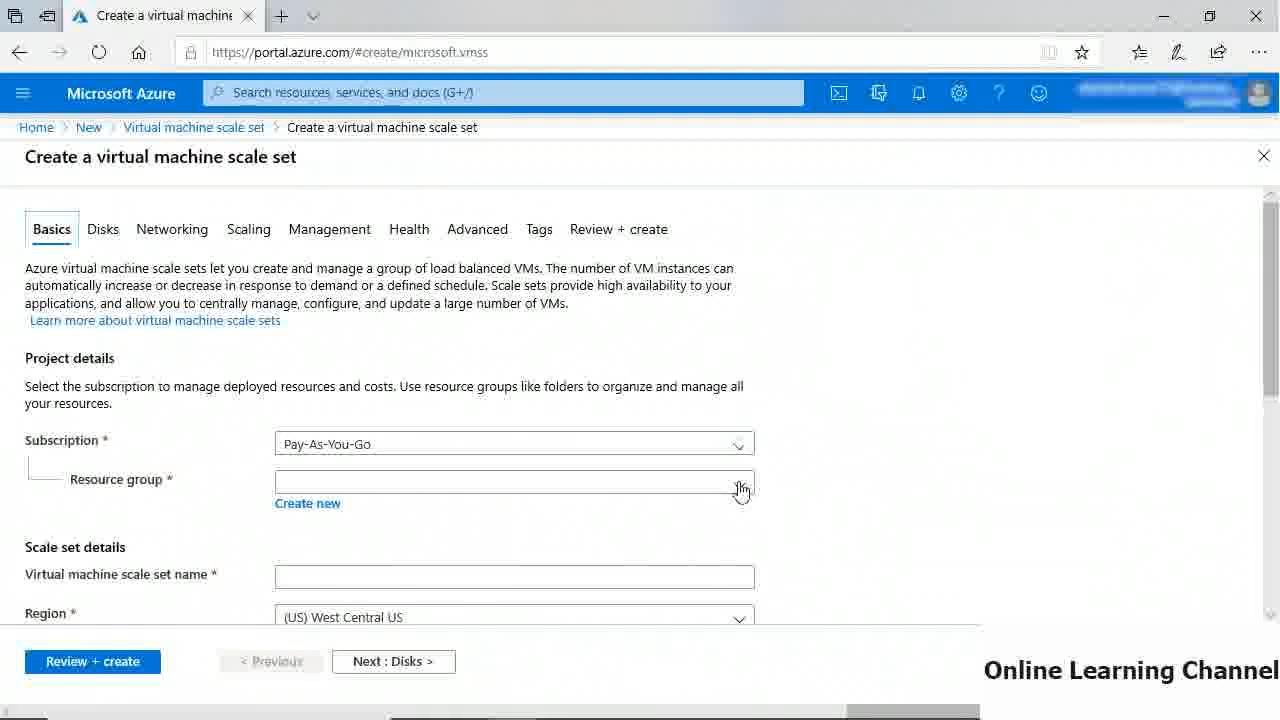 Create a virtual machine
https://portal.azure.com/#create/microsoft.vmss
Microsoft Azure
Search resources, services, and docs (G+/)
Home > New > Virtual machine scale set > Create a virtual machine scale set
Create a virtual machine scale set
Basics Disks Networking Scaling Management Health Advanced Tags Review + create
Azure virtual machine scale sets let you create and manage a group of load balanced VMs. The number of VM instances can
automatically increase or decrease in response to demand or a defined schedule. Scale sets provide high availability to your
applications, and allow you to centrally manage, configure, and update a large number of VMs.
Learn more about virtual machine scale sets
Project details
Select the subscription to manage deployed resources and costs. Use resource groups like folders to organize and manage all
your resources.
Subscription *
Pay-As-You-Go
Resource group *
Create new
Scale set details
Virtual machine scale set name *
Region *
(US) West Central US
Review + create
< Previous
Next : Disks >
Online Learning Channel